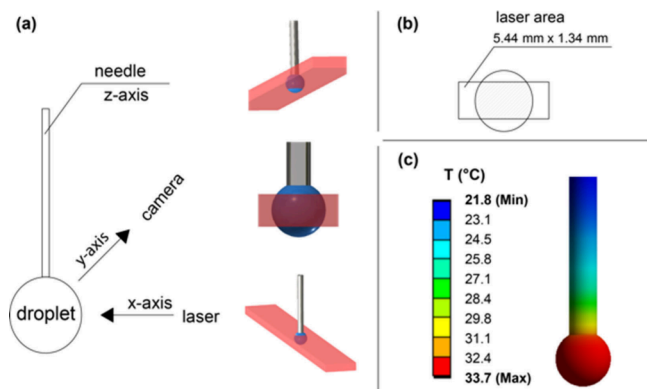 (a)
needle
z-axis
camera
y-axis
droplet
x-axis
laser
(b)
laser area
5.44 mm x 1.34 mm
(c)
T (°C)
21.8 (Min)
23.1
24.5
25.8
27.1
28.4
29.8
31.1
32.4
33.7 (Max)